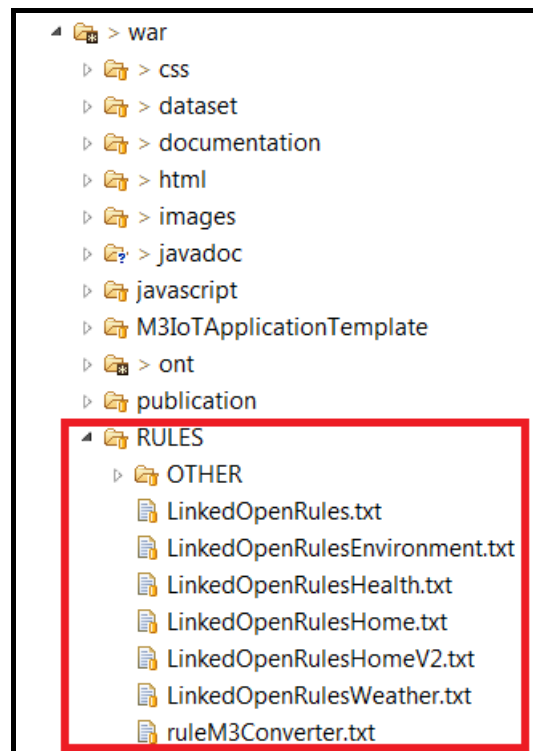 > war
> css
> dataset
> documentation
> html
> images
> javadoc
javascript
M3IoTApplicationTemplate
> ont
publication
RULES
OTHER
LinkedOpenRules.txt
LinkedOpenRulesEnvironment.txt
LinkedOpenRulesHealth.txt
LinkedOpenRulesHome.txt
LinkedOpenRulesHomeV2.txt
LinkedOpenRulesWeather.txt
ruleM3Converter.txt